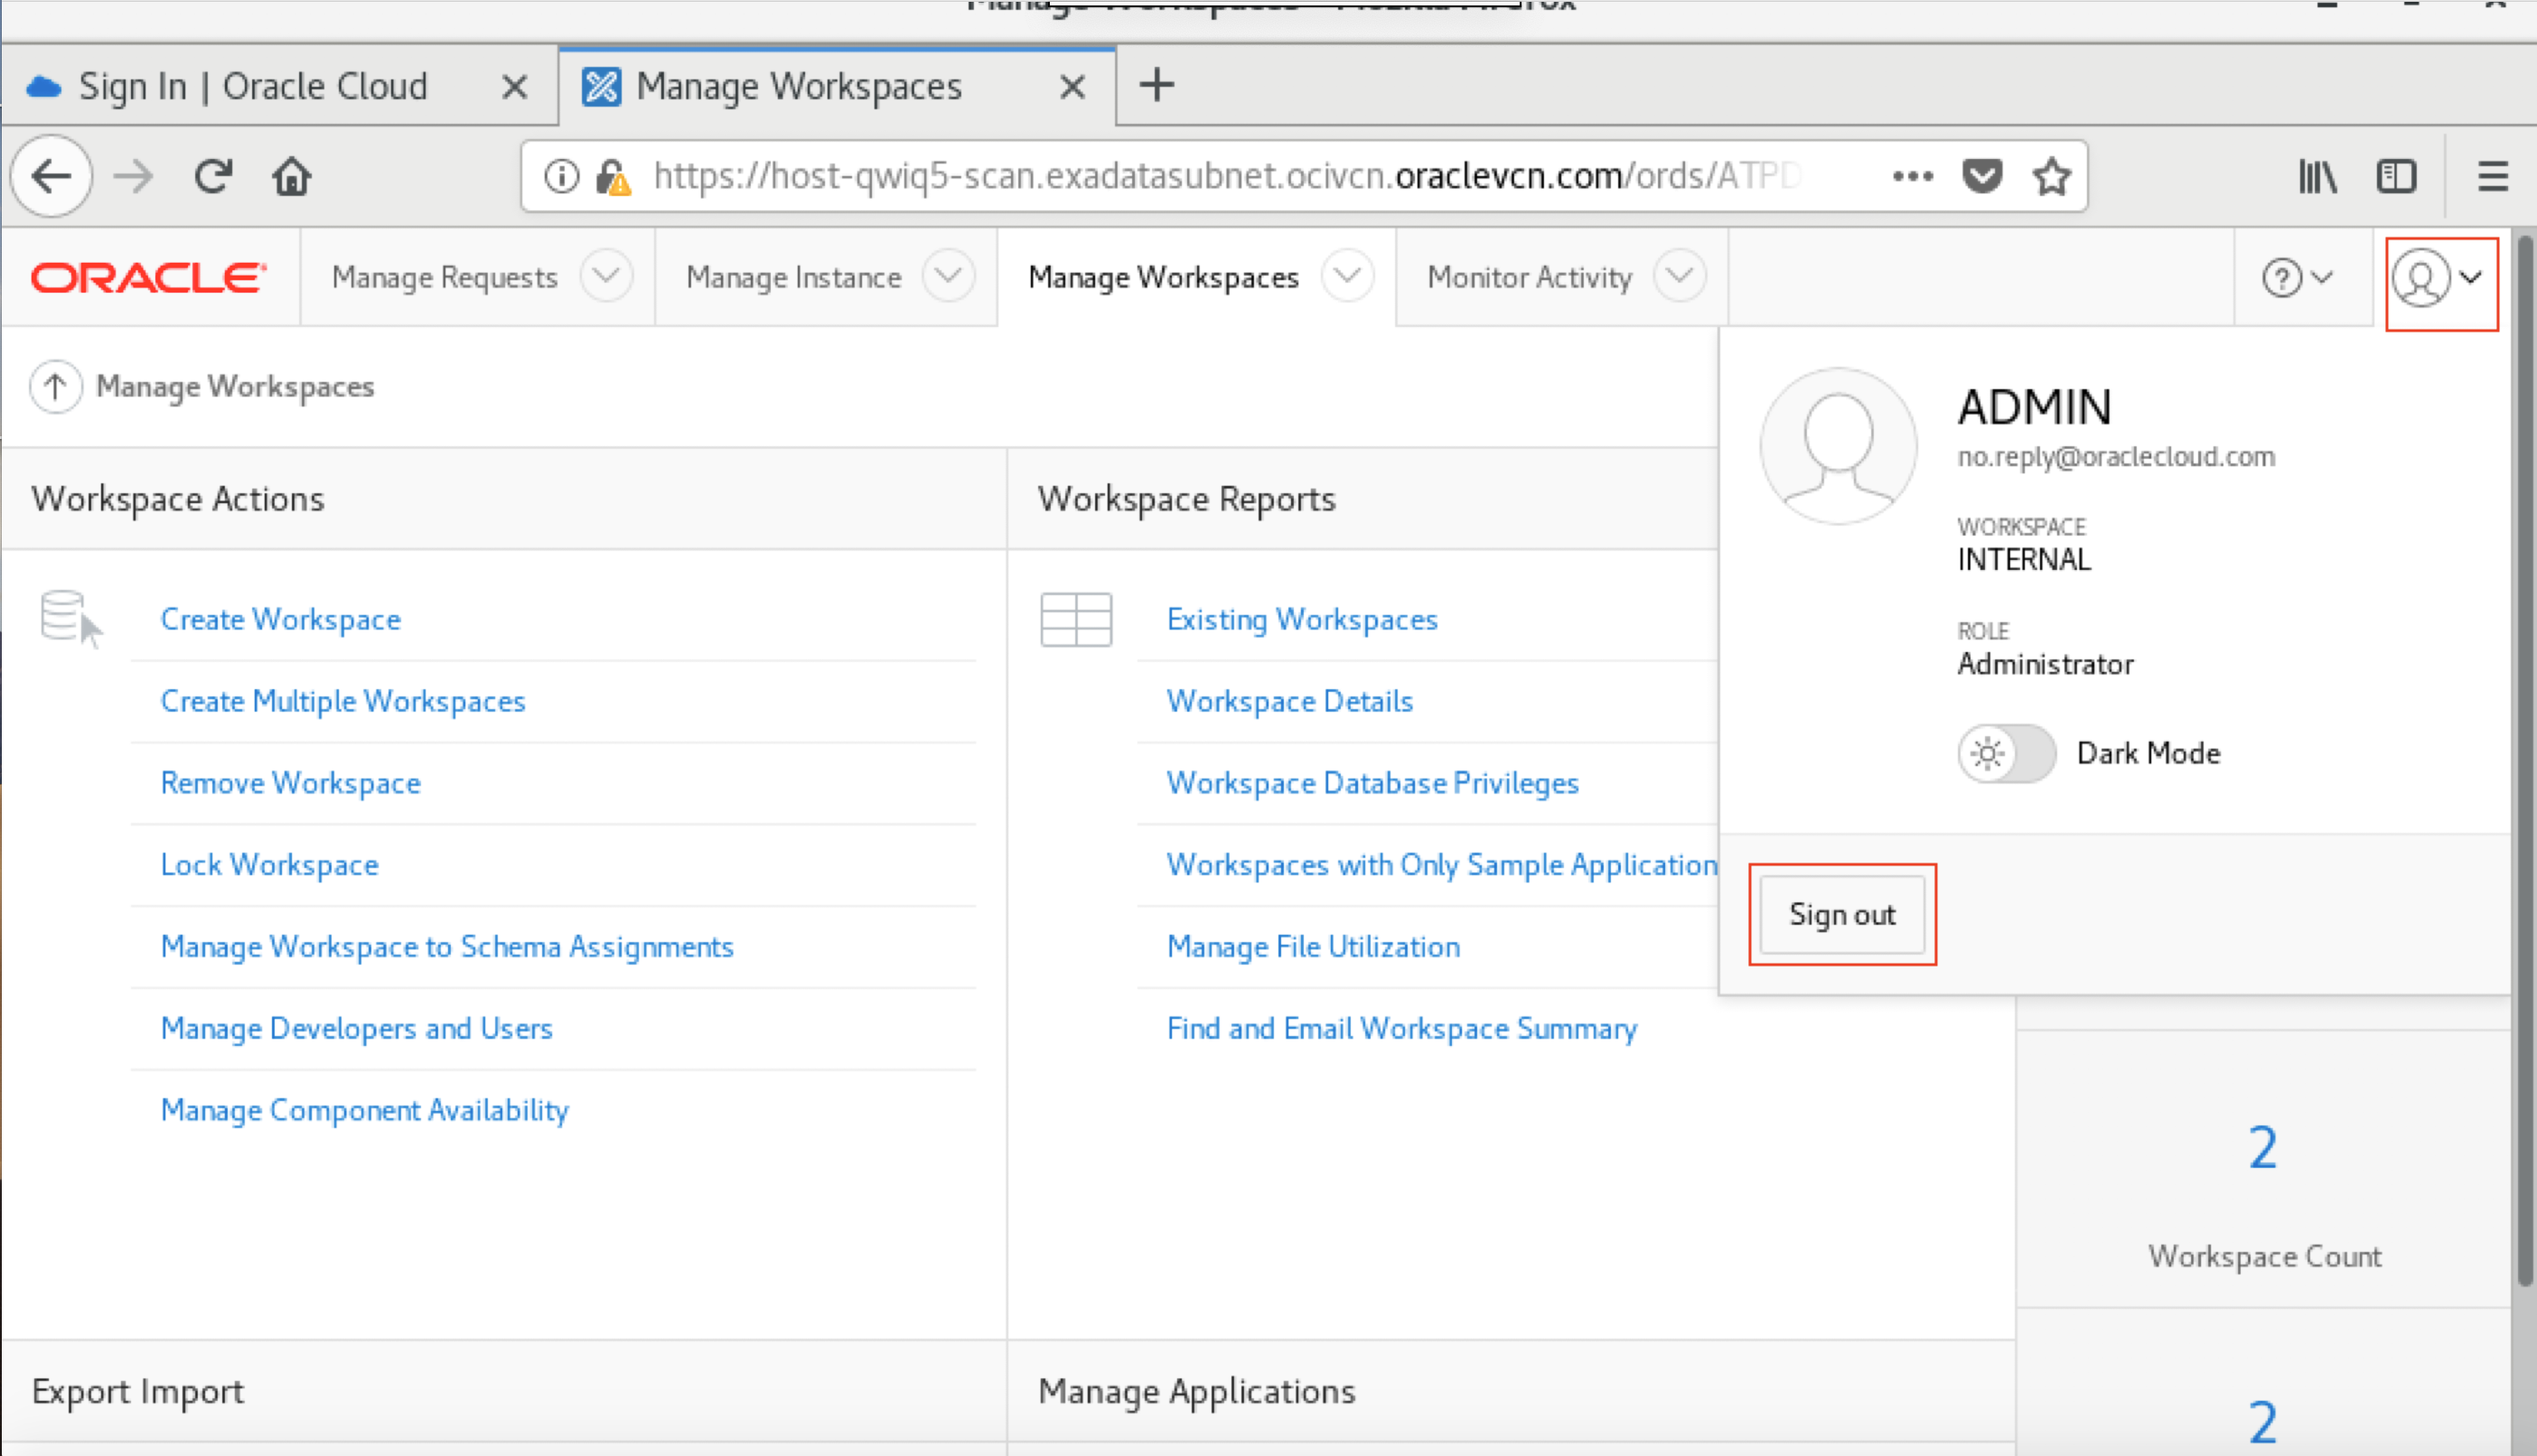 Manage Workspaces - Mozilla Firefox
Sign In | Oracle Cloud
Manage Workspaces
https://host-qwiq5-scan.exadatasubnet.ocivcn.oraclevcn.com/ords/ATPD
ORACLE
Manage Requests
Manage Instance
Manage Workspaces
Monitor Activity
Manage Workspaces
ADMIN
no.reply@oraclecloud.com
WORKSPACE
INTERNAL
ROLE
Administrator
Dark Mode
Sign out
Workspace Actions
Create Workspace
Create Multiple Workspaces
Remove Workspace
Lock Workspace
Manage Workspace to Schema Assignments
Manage Developers and Users
Manage Component Availability
Workspace Reports
Existing Workspaces
Workspace Details
Workspace Database Privileges
Workspaces with Only Sample Application
Manage File Utilization
Find and Email Workspace Summary
2
Workspace Count
2
Export Import
Manage Applications